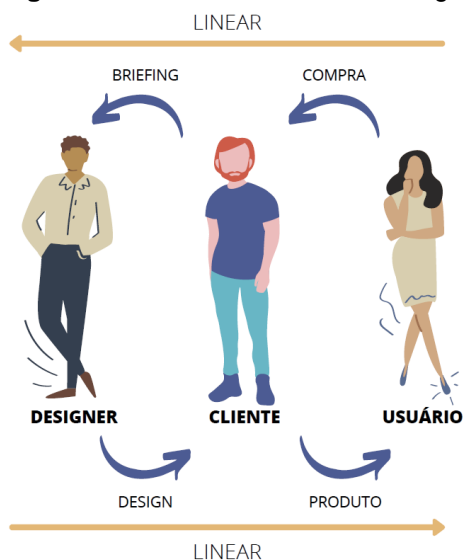 LINEAR
BRIEFING COMPRA
DESIGNER CLIENTE USUÁRIO
DESIGN PRODUTO
LINEAR